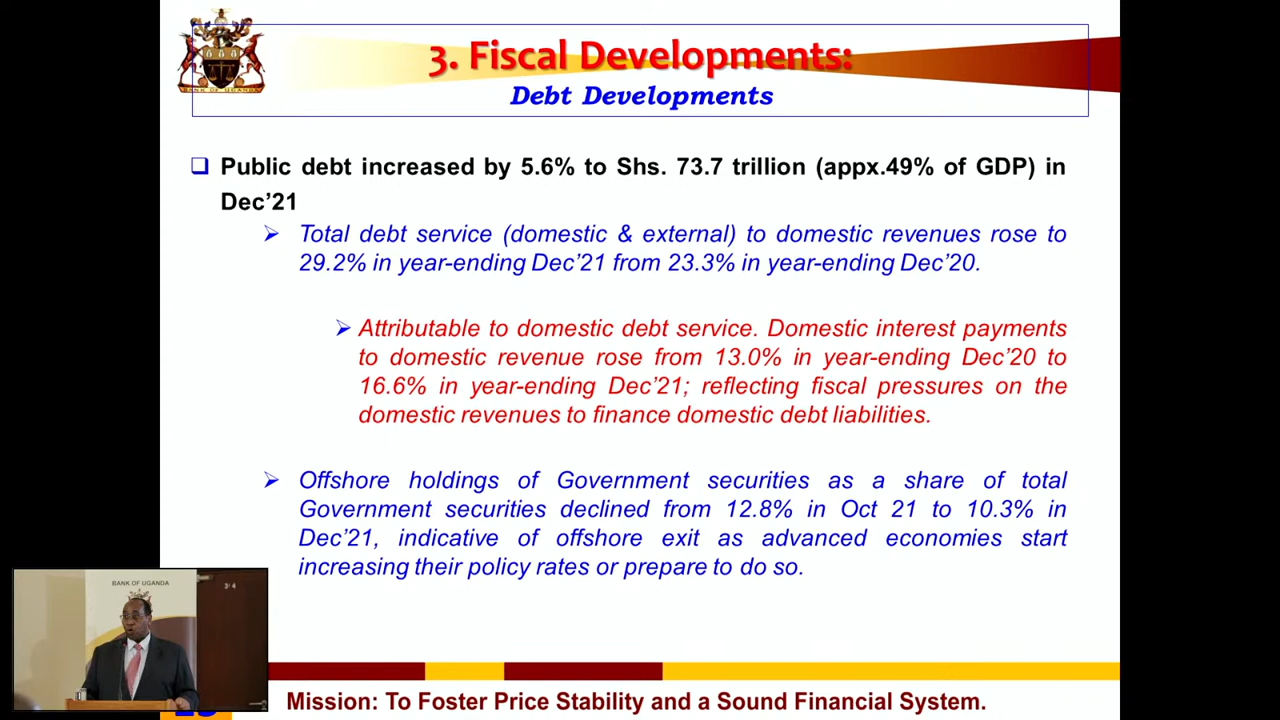 3. Fiscal Developments:
Debt Developments
BANK OF UGANDA
Public debt increased by 5.6% to Shs. 73.7 trillion (appx.49% of GDP) in
Dec’21
Total debt service (domestic & external) to domestic revenues rose to
29.2% in year-ending Dec’21 from 23.3% in year-ending Dec’20.
Attributable to domestic debt service. Domestic interest payments
to domestic revenue rose from 13.0% in year-ending Dec’20 to
16.6% in year-ending Dec’21; reflecting fiscal pressures on the
domestic revenues to finance domestic debt liabilities.
Offshore holdings of Government securities as a share of total
Government securities declined from 12.8% in Oct 21 to 10.3% in
Dec’21, indicative of offshore exit as advanced economies start
increasing their policy rates or prepare to do so.
BANK OF UGANDA
Mission: To Foster Price Stability and a Sound Financial System.